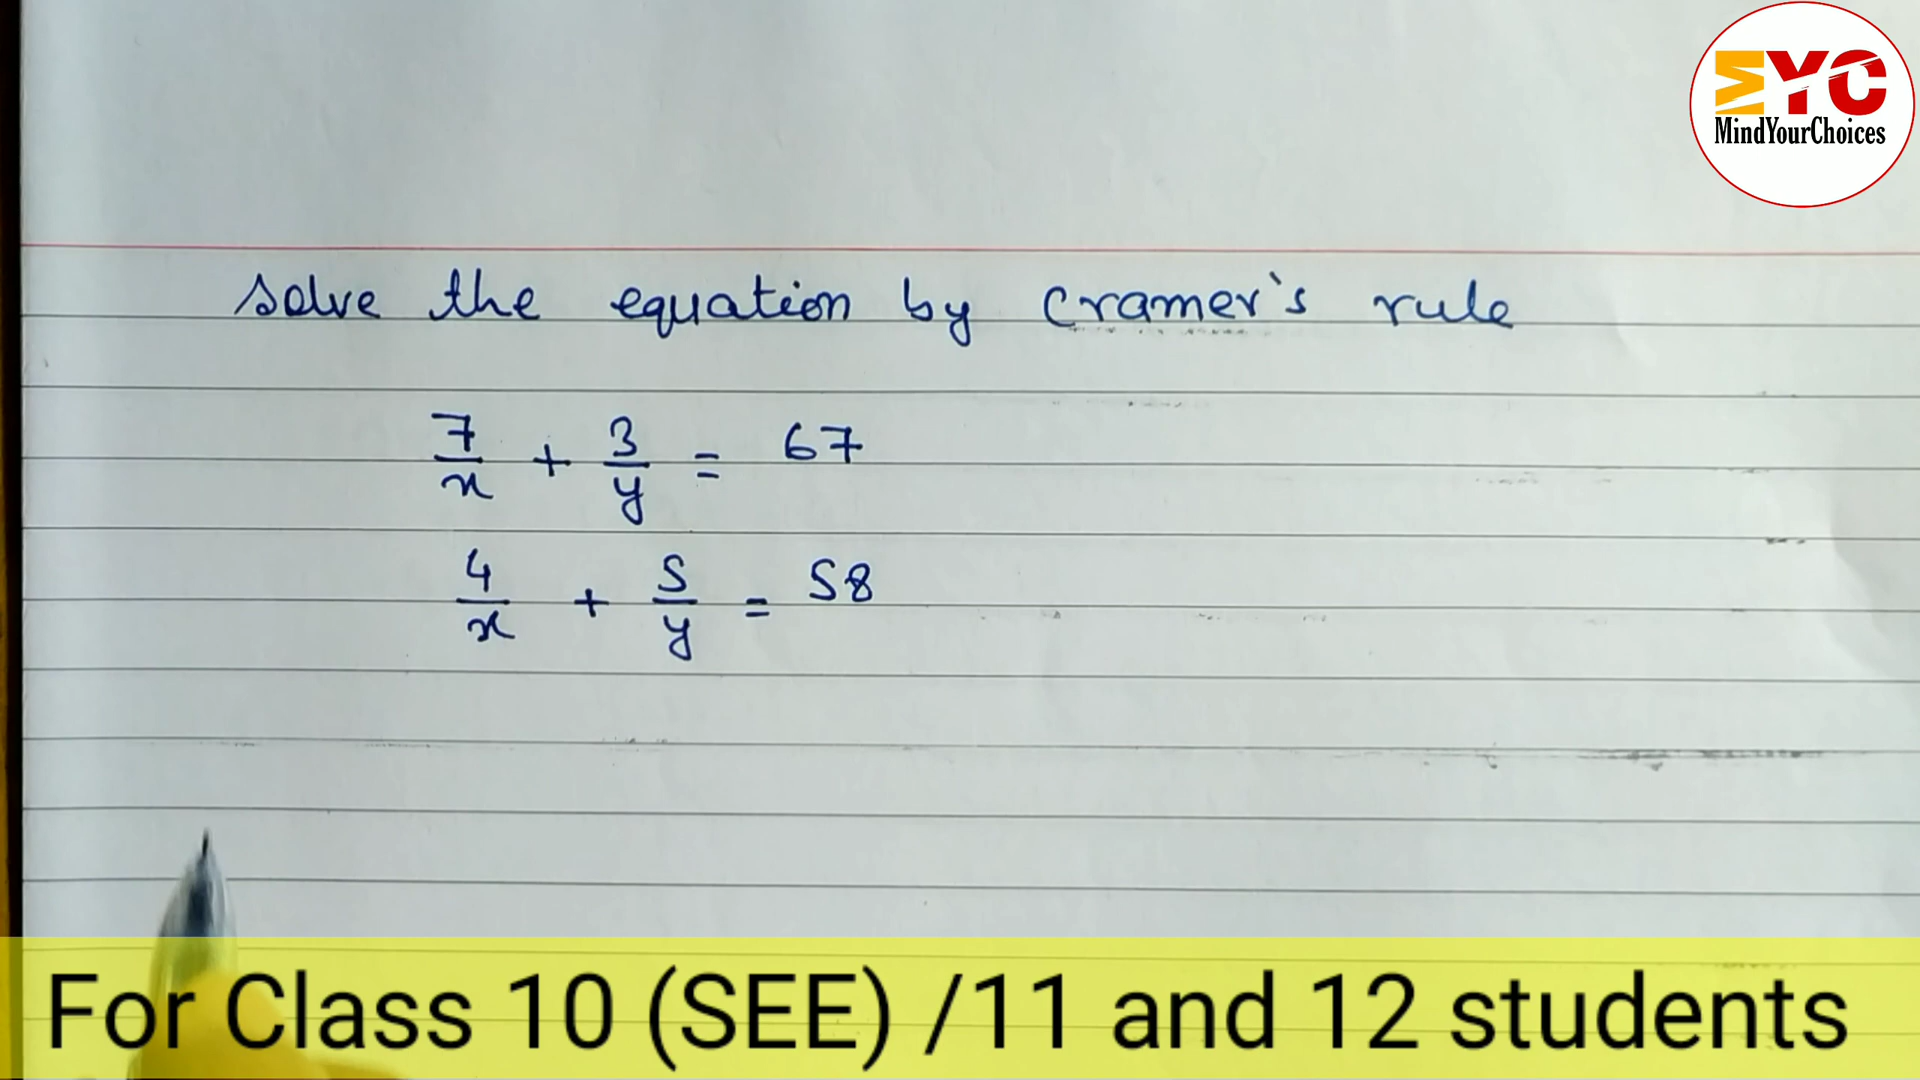 MYC
MindYourChoices
solve the equation by cramer's rule
7/x + 3/y = 67
4/x + 5/y = 58
For Class 10 (SEE) /11 and 12 students